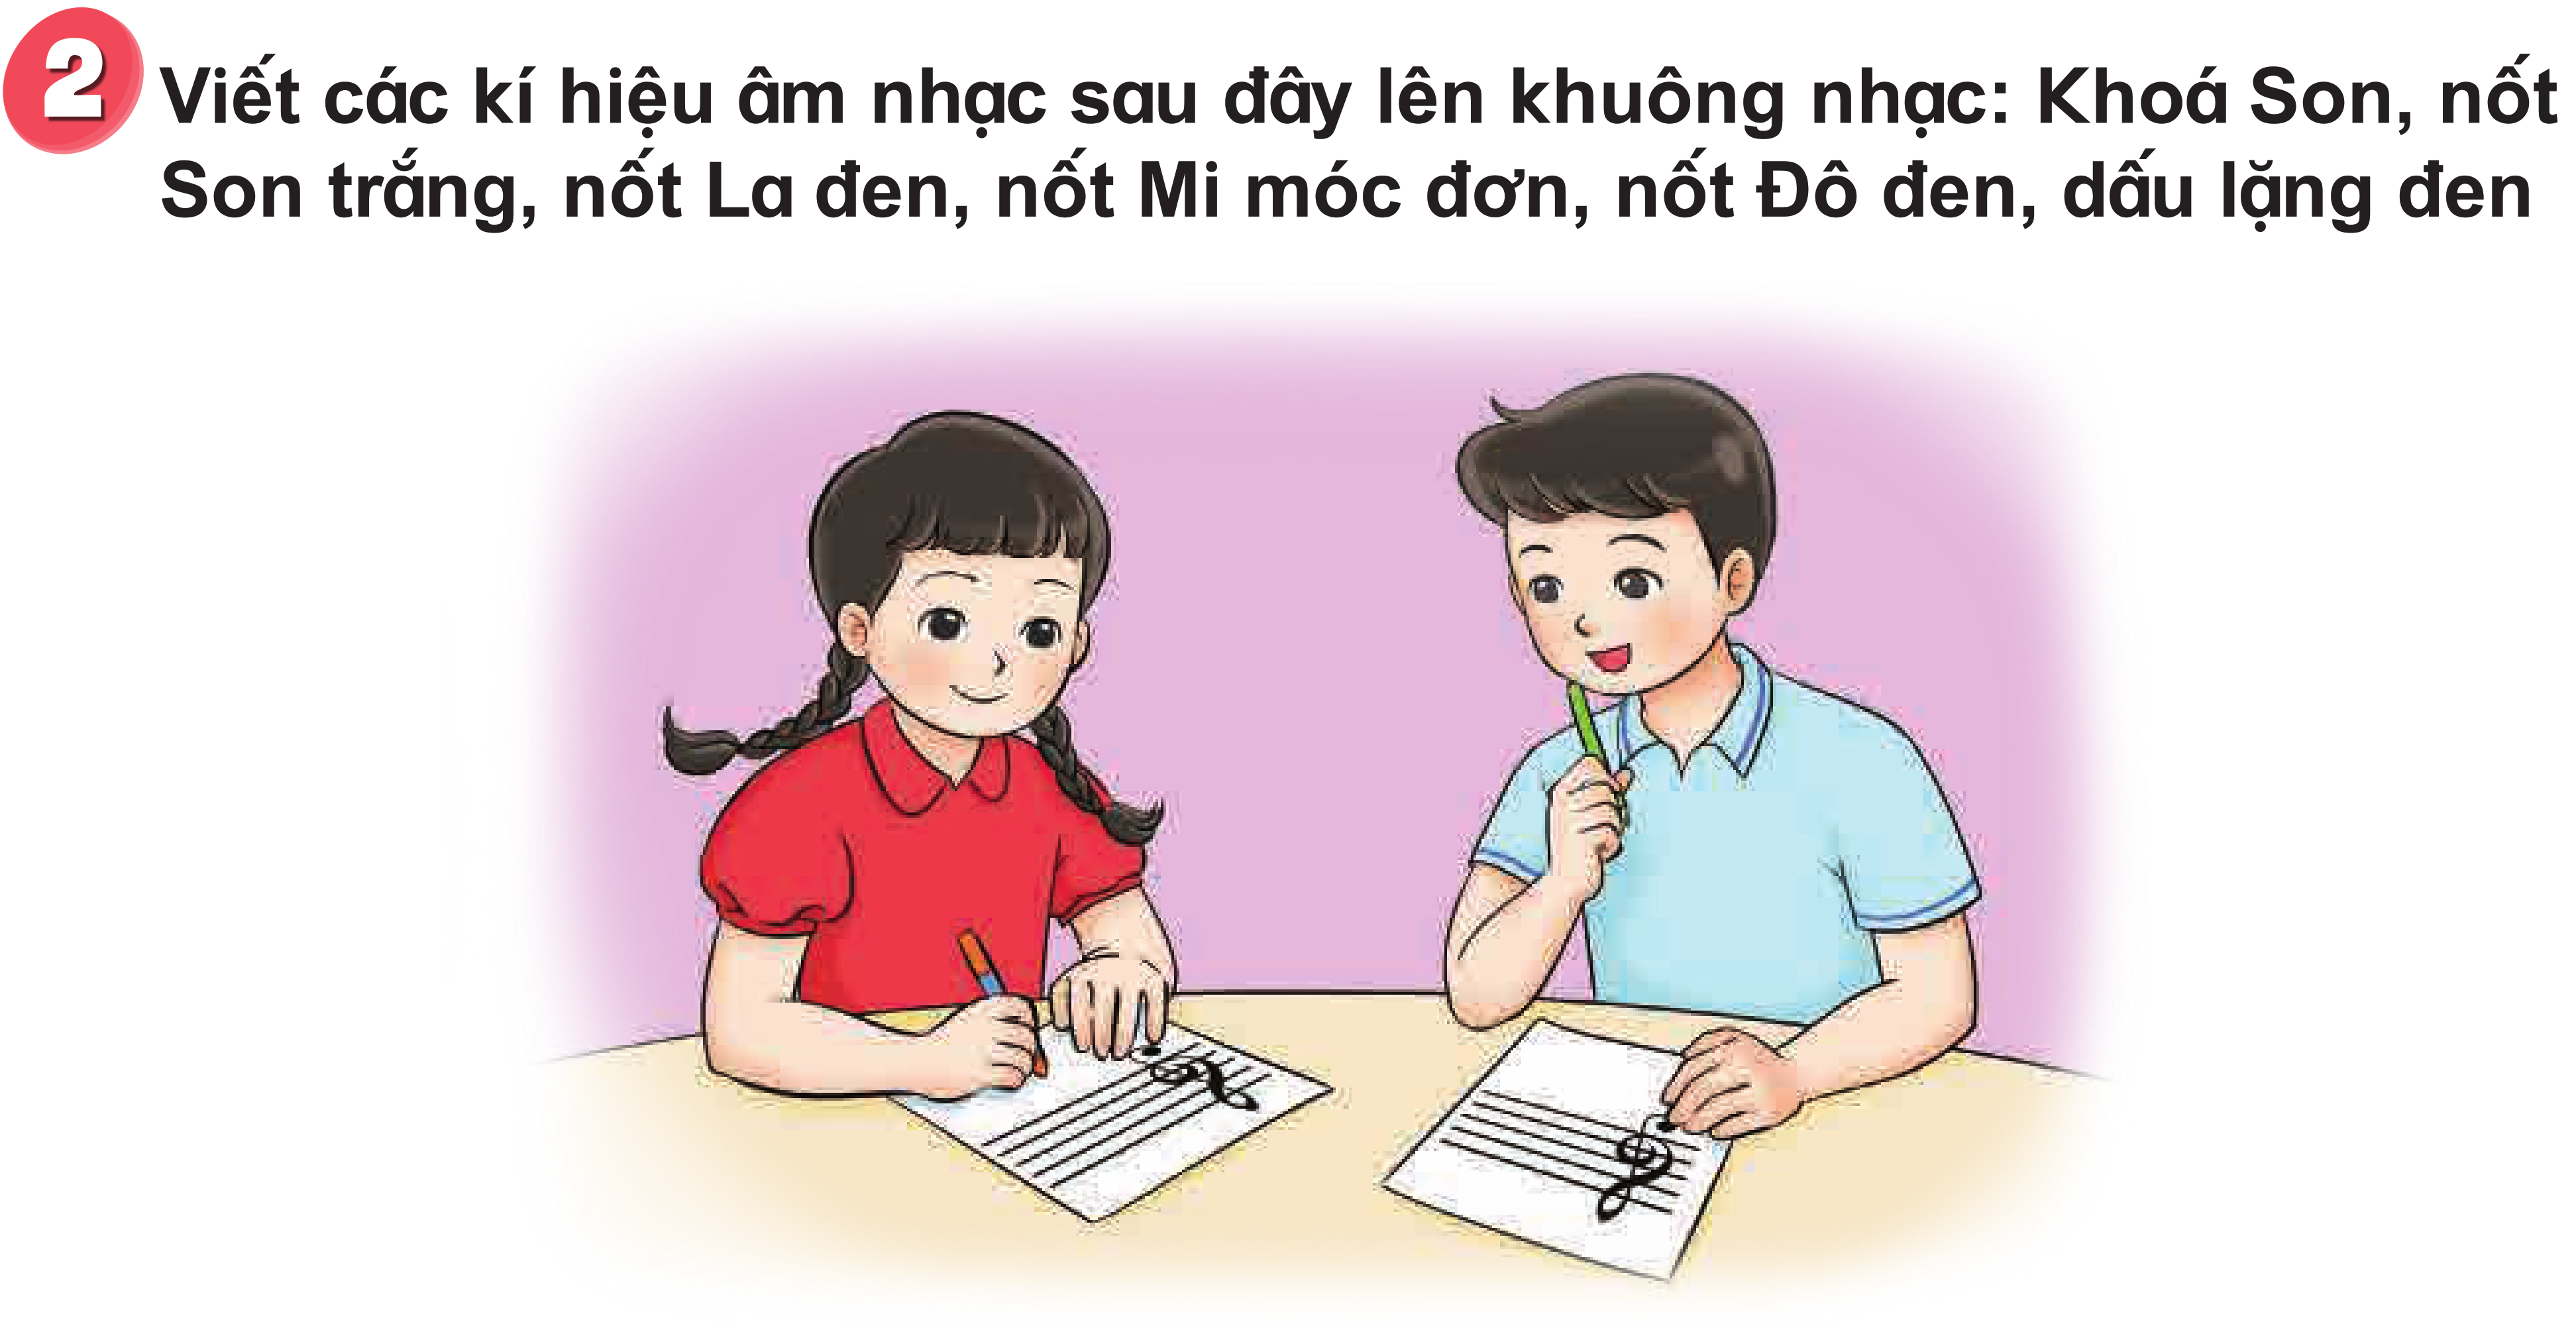 2
Viết các kí hiệu âm nhạc sau đây lên khuông nhạc: Khoá Son, nốt
Son trắng, nốt La đen, nốt Mi móc đơn, nốt Đô đen, dấu lặng đen